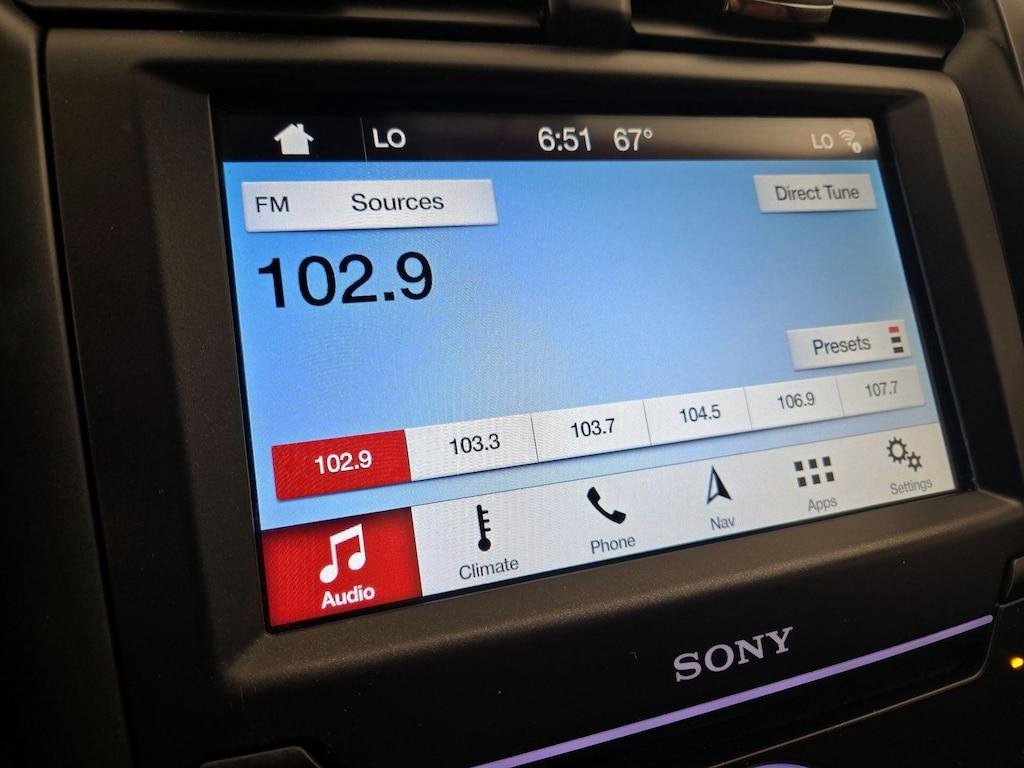 LO 6:51 67° LO
FM Sources Direct Tune
102.9
Presets
102.9 103.3 103.7 104.5 106.9 107.7
Audio Climate Phone Nav Apps Settings
SONY